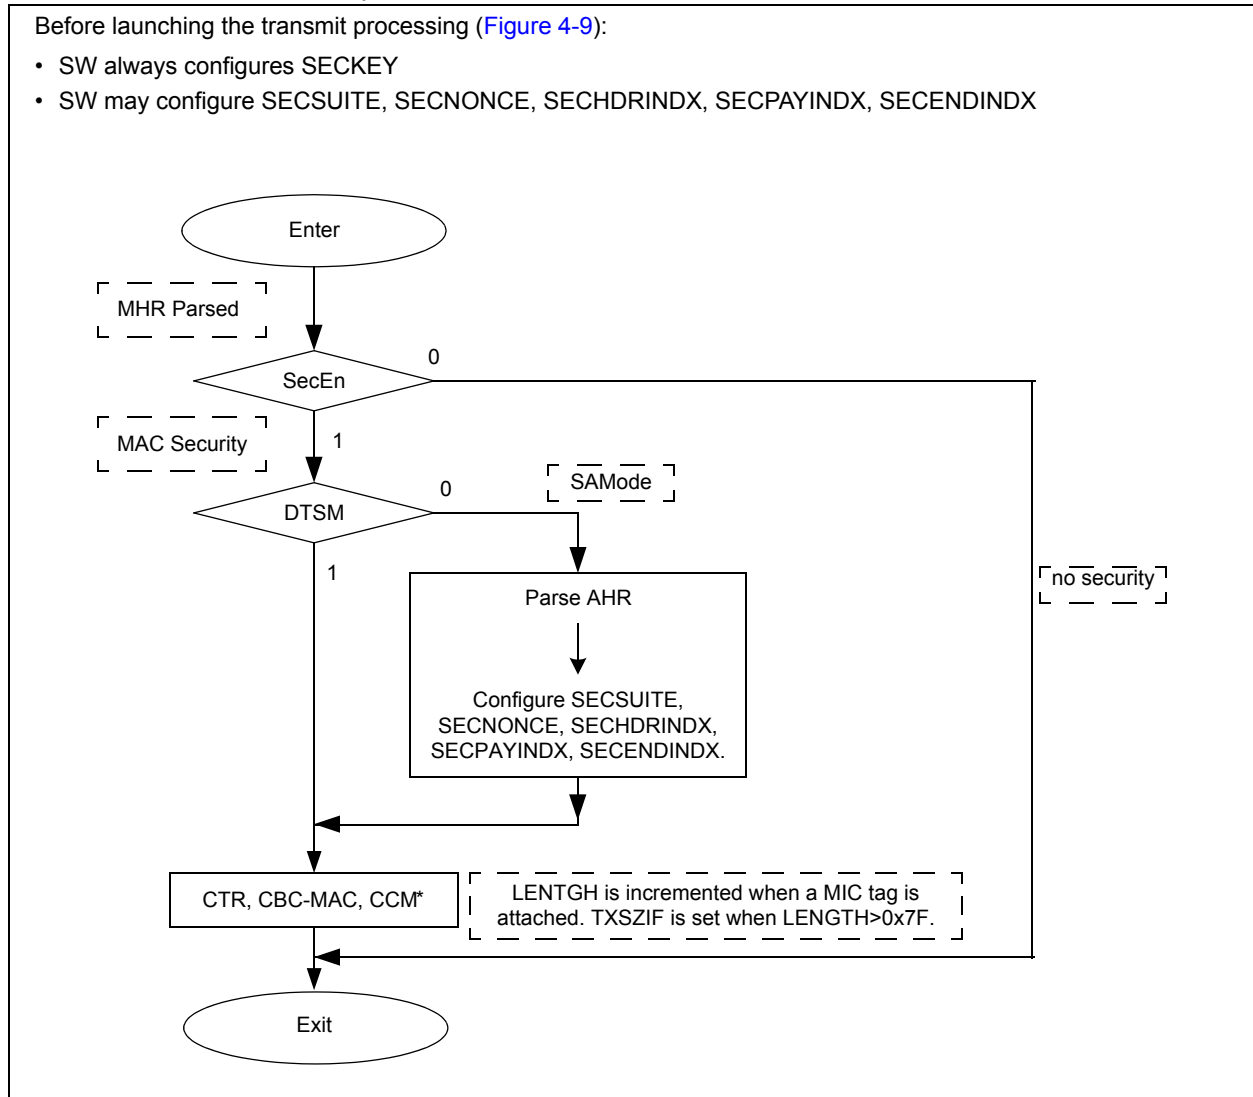 Before launching the transmit processing (Figure 4-9):
• SW always configures SECKEY
• SW may configure SECSUITE, SECNONCE, SECHDRINDX, SECPAYINDX, SECENDINDX
Enter
MHR Parsed
0
SecEn
MAC Security
1
0
SAMode
DTSM
1
no security
Parse AHR
Configure SECSUITE,
SECNONCE, SECHDRINDX,
SECPAYINDX, SECENDINDX.
CTR, CBC-MAC, CCM*
LENTGH is incremented when a MIC tag is
attached. TXSZIF is set when LENGTH>0x7F.
Exit